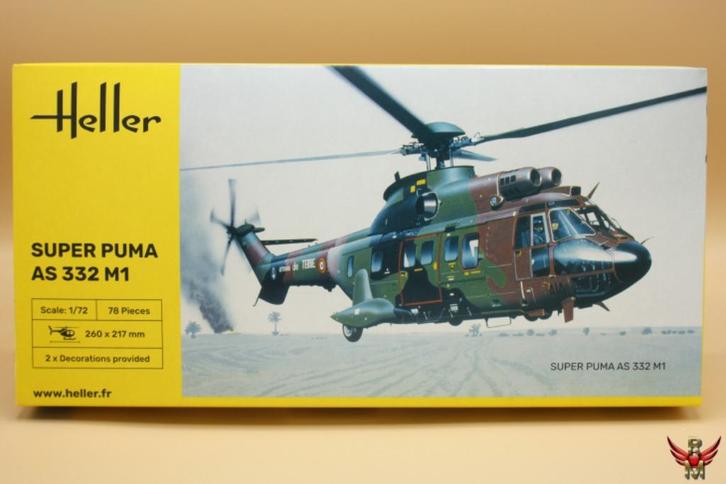 Heller
SUPER PUMA
AS 332 M1
Scale: 1/72
78 Pieces
260 x 217 mm
2 x Decorations provided
www.heller.fr
TERRE
SUPER PUMA AS 332 M1
R
M